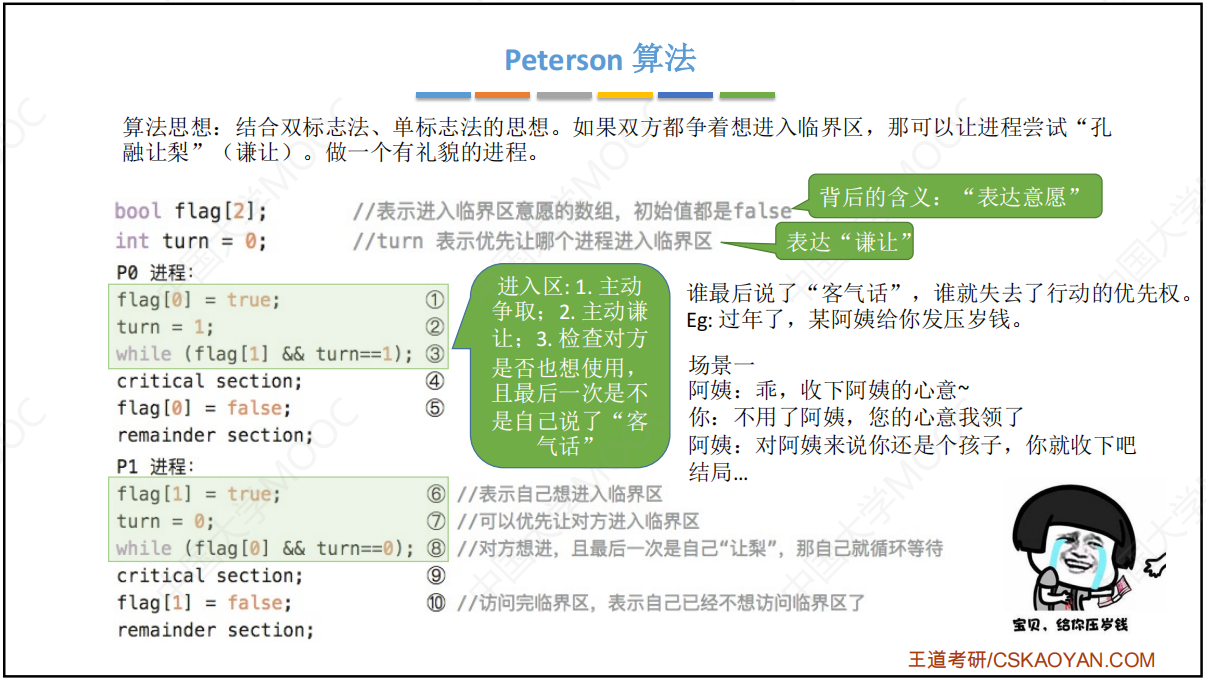 Peterson 算法
算法思想：结合双标志法、单标志法的思想。如果双方都争着想进入临界区，那可以让进程尝试“孔
融让梨”（谦让）。做一个有礼貌的进程。
bool flag[2]; //表示进入临界区意愿的数组，初始值都是false
背后的含义：“表达意愿”
int turn = 0; //turn 表示优先让哪个进程进入临界区
表达“谦让”
P0 进程：
flag[0] = true; ①
turn = 1; ②
while (flag[1] && turn==1); ③
critical section; ④
flag[0] = false; ⑤
remainder section;
进入区: 1. 主动
争取；2. 主动谦
让；3. 检查对方
是否也想使用，
且最后一次是不
是自己说了“客
气话”
谁最后说了“客气话”，谁就失去了行动的优先权。
Eg: 过年了，某阿姨给你发压岁钱。
场景一
阿姨：乖，收下阿姨的心意~
你：不用了阿姨，您的心意我领了
阿姨：对阿姨来说你还是个孩子，你就收下吧
结局…
P1 进程：
flag[1] = true; ⑥ //表示自己想进入临界区
turn = 0; ⑦ //可以优先让对方进入临界区
while (flag[0] && turn==0); ⑧ //对方想进，且最后一次是自己“让梨”，那自己就循环等待
critical section; ⑨
flag[1] = false; ⑩ //访问完临界区，表示自己已经不想访问临界区了
remainder section;
宝贝，给你压岁钱
王道考研/CSKAOYAN.COM
中国大学MOOC